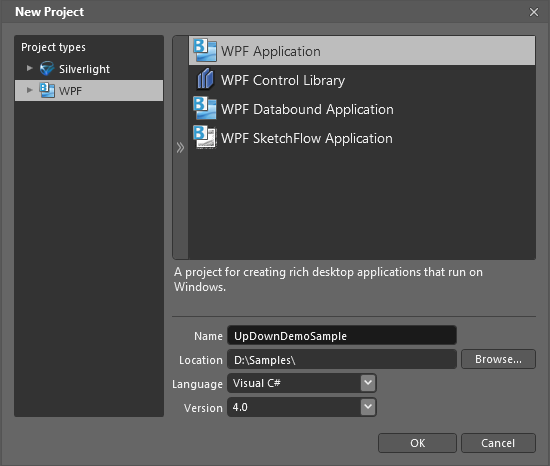 New Project
Project types
Silverlight
WPF
WPF Application
WPF Control Library
WPF Databound Application
WPF SketchFlow Application
A project for creating rich desktop applications that run on
Windows.
Name UpDownDemoSample
Location D:\Samples\ Browse...
Language Visual C#
Version 4.0
OK Cancel